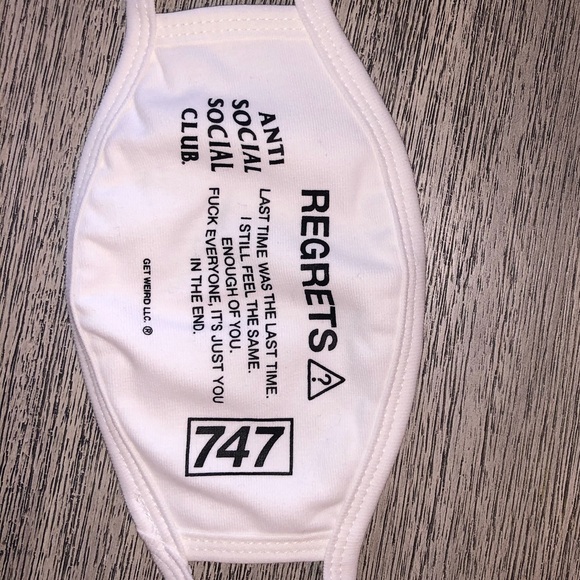 REGRETS ⚠?
ANTI
SOCIAL
SOCIAL
CLUB.
LAST TIME WAS THE LAST TIME.
I STILL FEEL THE SAME.
ENOUGH OF YOU.
FUCK EVERYONE, IT'S JUST YOU
IN THE END.
747
GET WEIRD LLC. ®